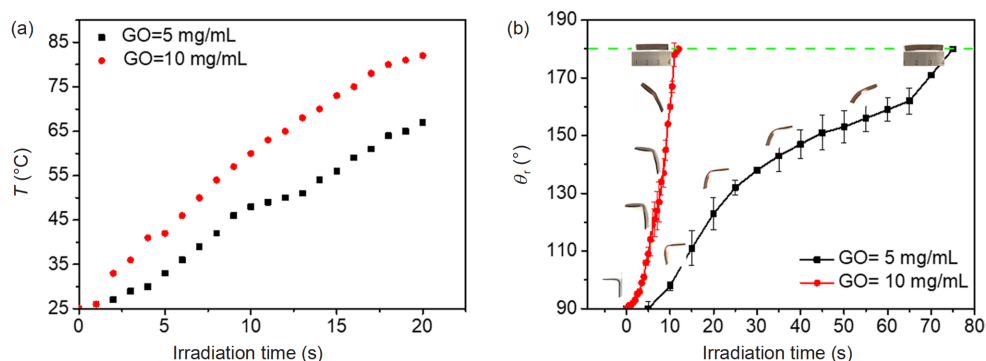 (a)
GO=5 mg/mL
GO=10 mg/mL
85
75
65
55
45
35
25
T (°C)
0 5 10 15 20 25
Irradiation time (s)
(b)
170
150
130
110
90
θr (°)
GO= 5 mg/mL
GO= 10 mg/mL
-10 0 10 20 30 40 50 60 70 80
Irradiation time (s)